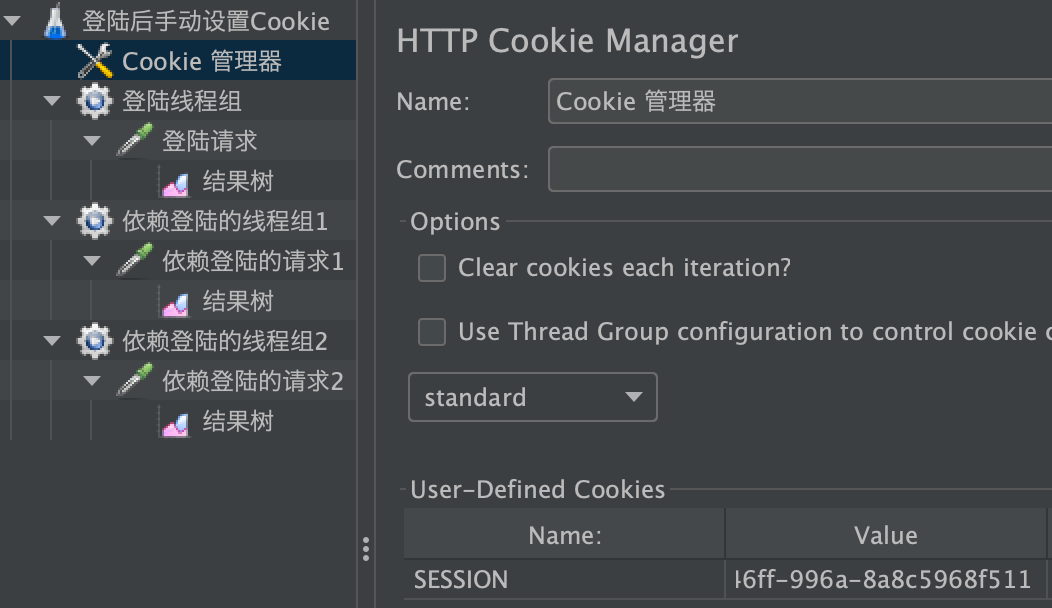 登陆后手动设置Cookie
Cookie 管理器
登陆线程组
登陆请求
结果树
依赖登陆的线程组1
依赖登陆的请求1
结果树
依赖登陆的线程组2
依赖登陆的请求2
结果树
HTTP Cookie Manager
Name: Cookie 管理器
Comments:
Options
Clear cookies each iteration?
Use Thread Group configuration to control cookie
standard
User-Defined Cookies
Name: Value
SESSION 46ff-996a-8a8c5968f511